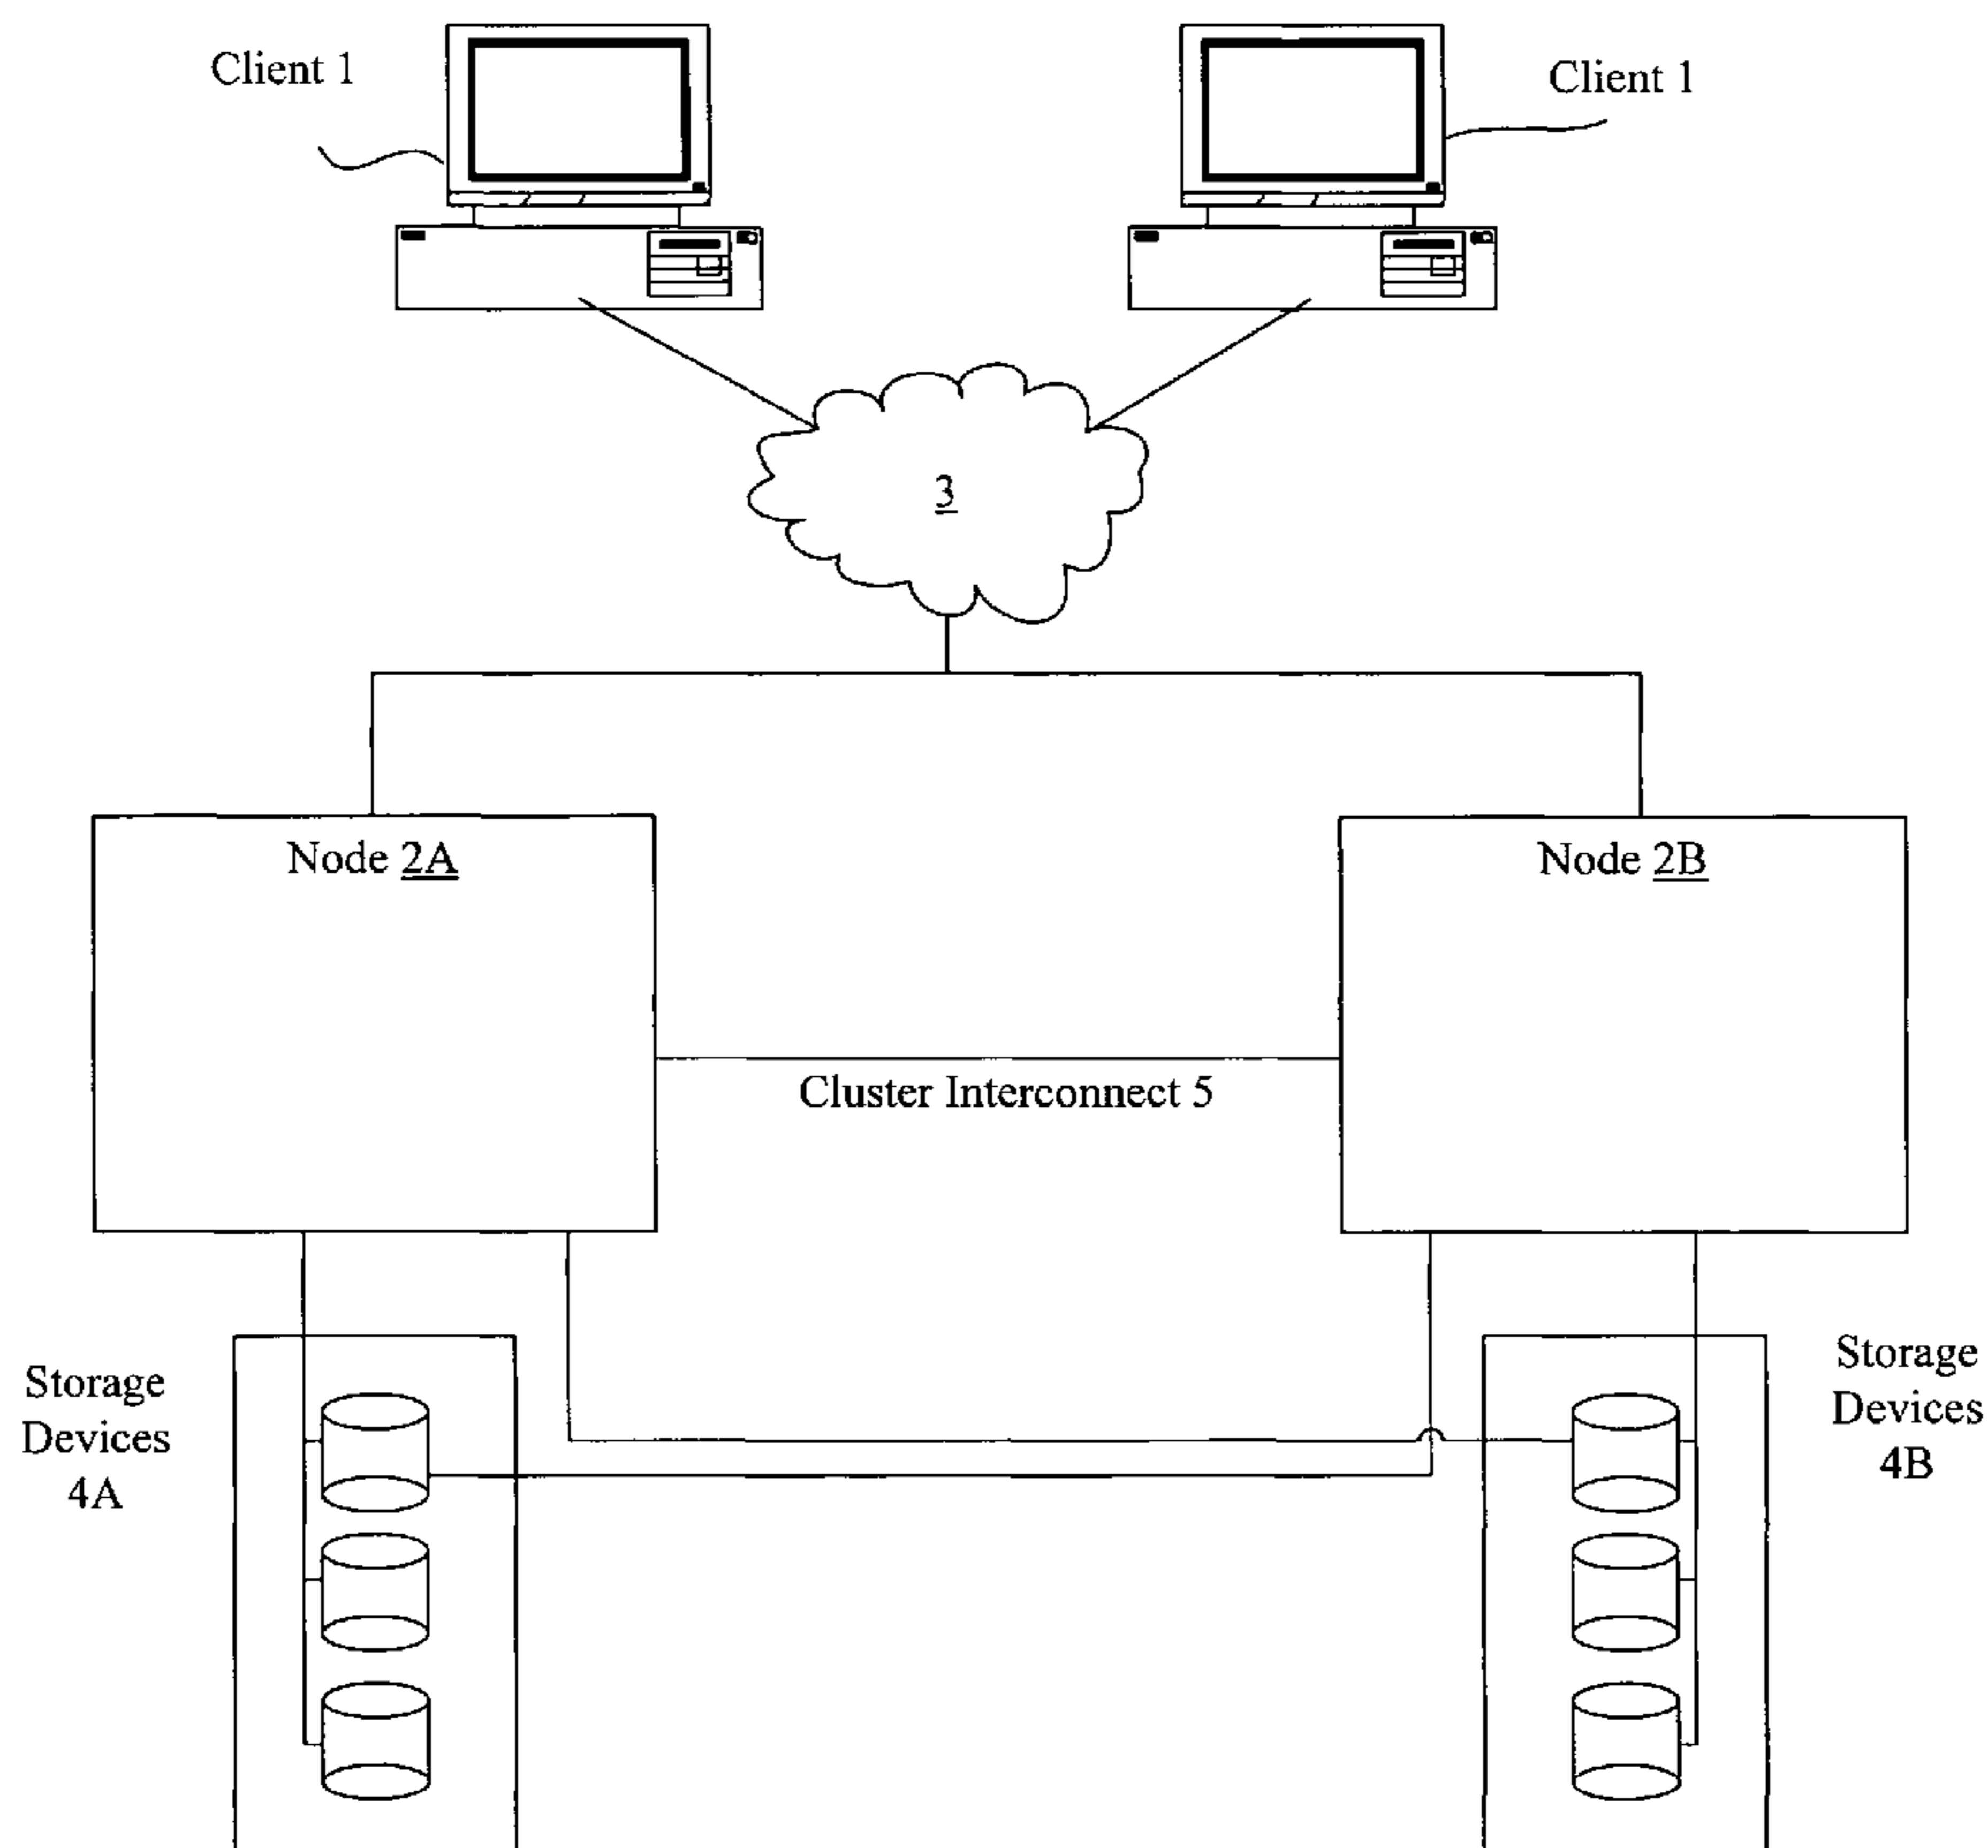 Client 1
Client 1
3
Node 2A
Node 2B
Cluster Interconnect 5
Storage
Devices
4A
Storage
Devices
4B